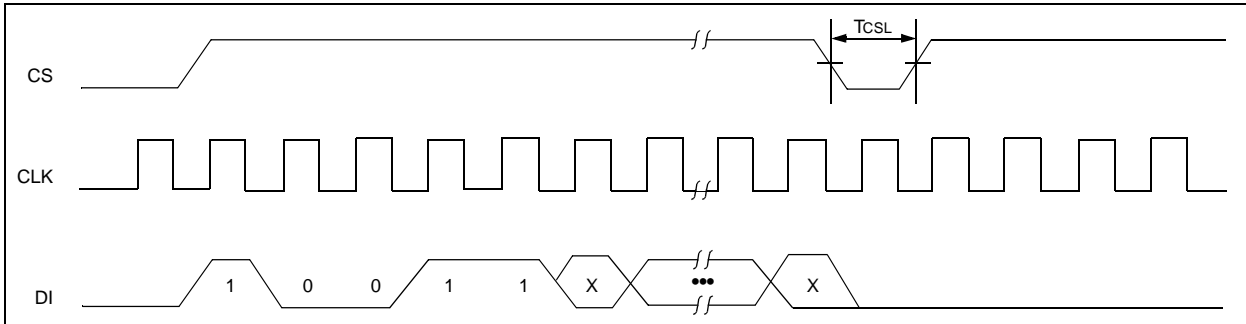 TCSL
CS
CLK
DI 1 0 0 1 1 X ••• X